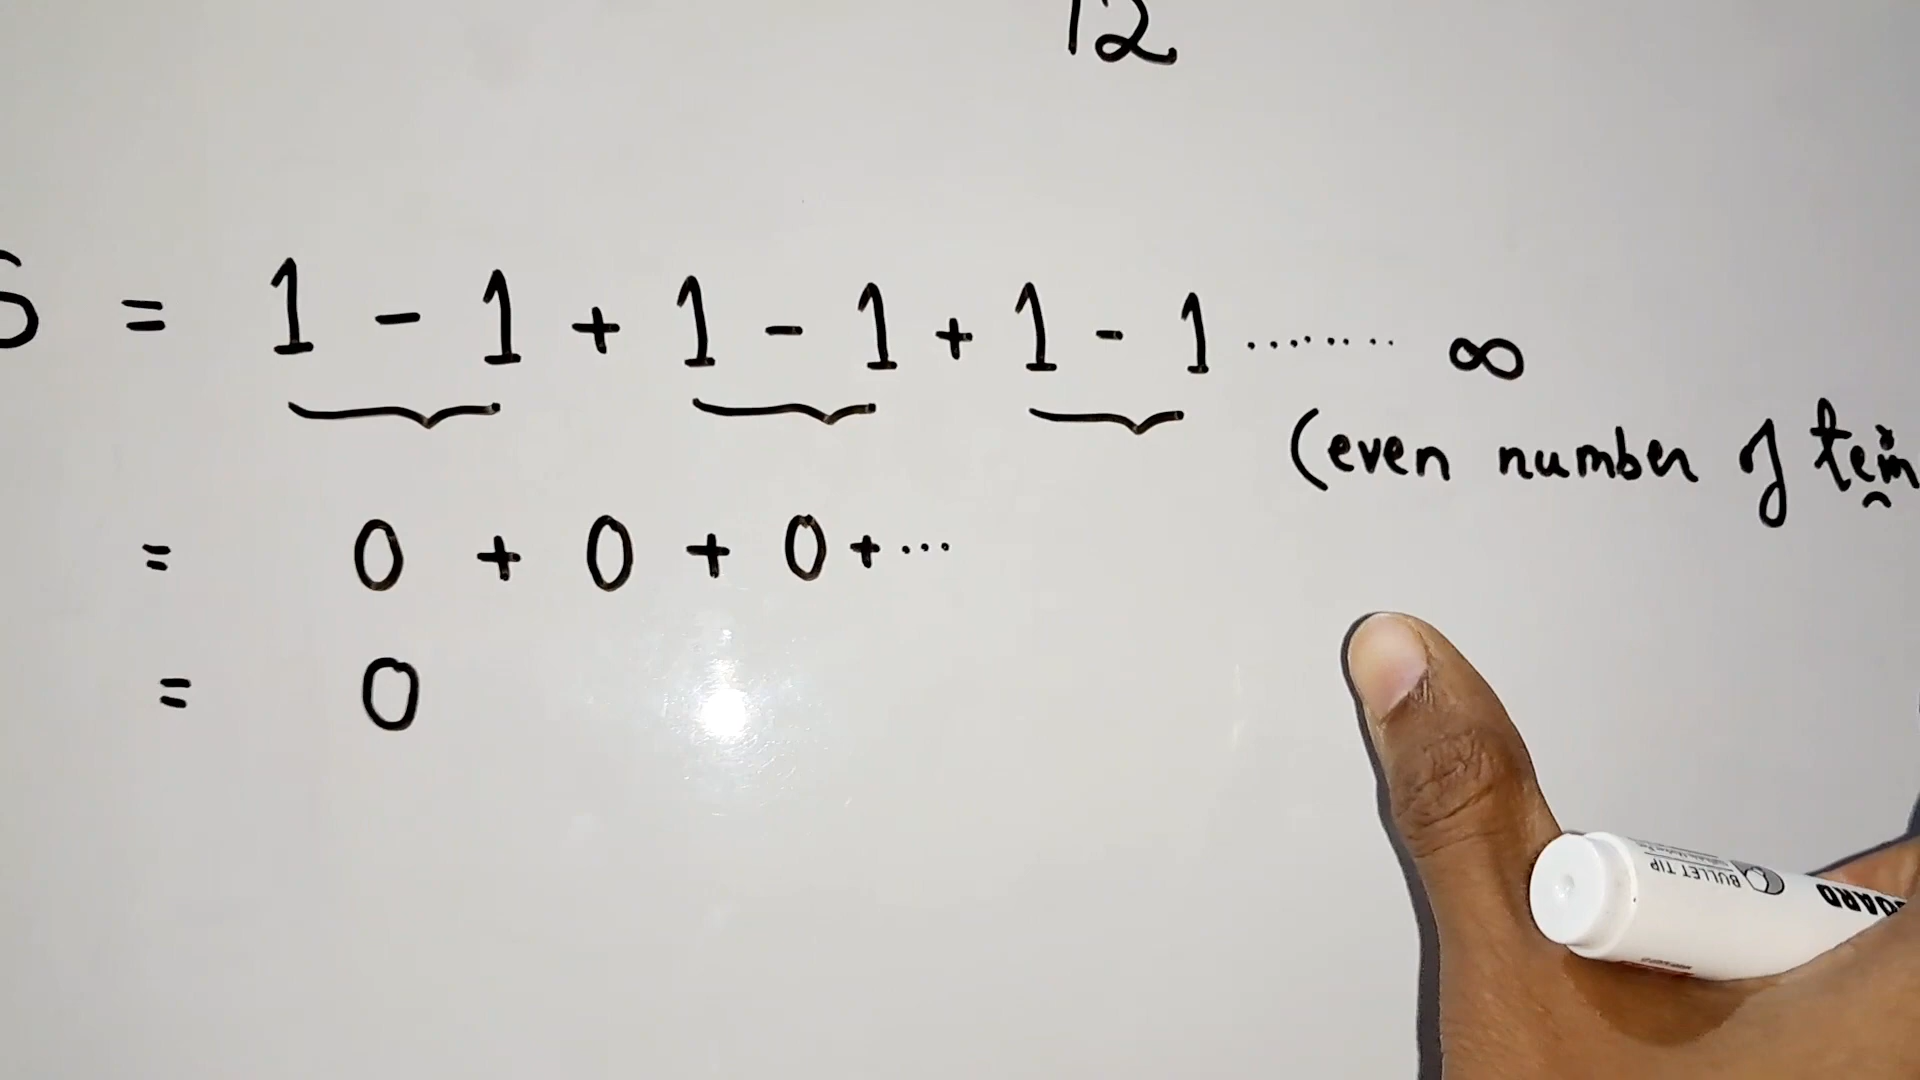 12
S = 1 - 1 + 1 - 1 + 1 - 1 ........ ∞
(even number of
= 0 + 0 + 0 + ...
= 0
BULLET TIP